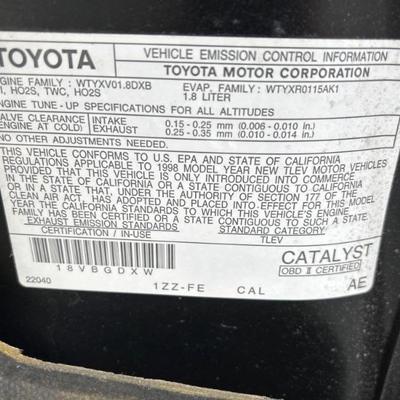 TOYOTA
VEHICLE EMISSION CONTROL INFORMATION
TOYOTA MOTOR CORPORATION
ENGINE FAMILY : WTYXV01.8DXB
EVAP. FAMILY : WTYXR0115AK1
HO2S, TWC, HO2S
1.8 LITER
ENGINE TUNE - UP SPECIFICATIONS FOR ALL ALTITUDES
VALVE CLEARANCE INTAKE 0.15 - 0.25 mm (0.006 - 0.010 in.)
(ENGINE AT COLD) EXHAUST 0.25 - 0.35 mm (0.010 - 0.014 in.)
NO OTHER ADJUSTMENTS NEEDED.
THIS VEHICLE CONFORMS TO U.S. EPA AND STATE OF CALIFORNIA
REGULATIONS APPLICABLE TO 1998 MODEL YEAR NEW TLEV MOTOR VEHICLES
PROVIDED THAT THIS VEHICLE IS ONLY INTRODUCED INTO COMMERCE
IN STATE OF CALIFORNIA OR A STATE CONTIGUOUS TO CALIFORNIA
OR IN STATE THAT, UNDER THE AUTHORITY OF SECTION 177 OF THE
CLEAN AIR ACT, HAS ADOPTED AND PUT INTO EFFECT FOR THIS MODEL
YEAR THE CALIFORNIA STANDARDS TO WHICH THIS VEHICLE'S ENGINE
FAMILY HAS BEEN CERTIFIED OR A STATE CONTIGUOUS TO SUCH STATE.
EXHAUST EMISSION STANDARDS STANDARD CATEGORY
CERTIFICATION / IN-USE TLEV
18VBGDXW
CATALYST
OBD II CERTIFIED
22040
1ZZ-FE CAL AE